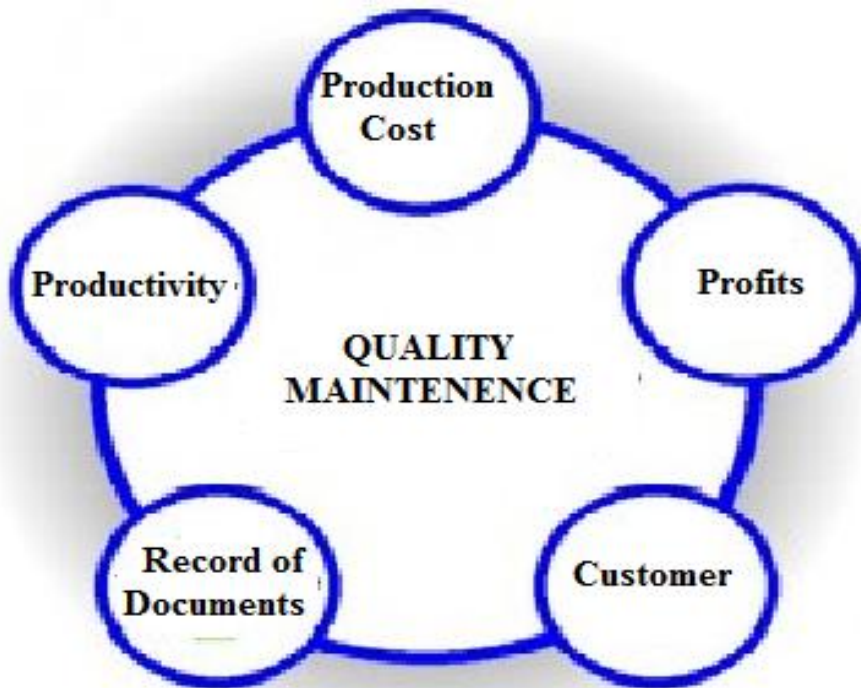 Production
Cost
Productivity
Profits
QUALITY
MAINTENENCE
Record of
Documents
Customer